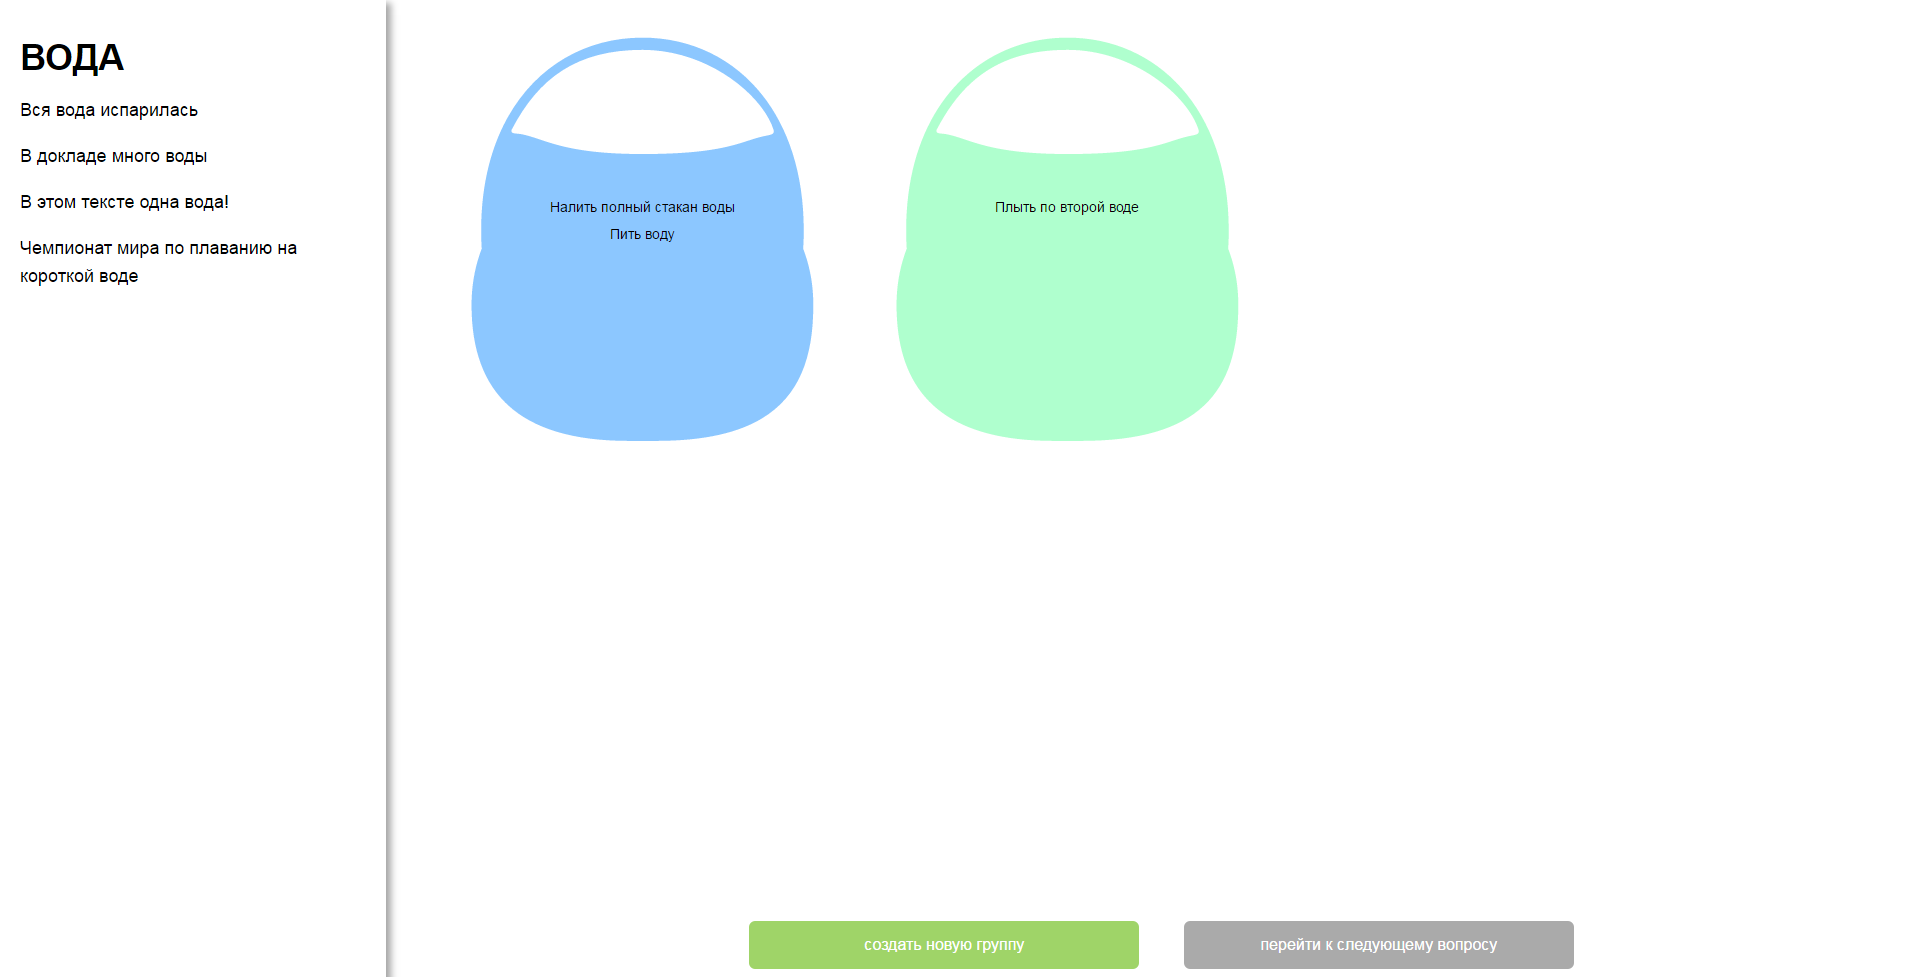 ВОДА
Вся вода испарилась
В докладе много воды
В этом тексте одна вода!
Чемпионат мира по плаванию на
короткой воде
Налить полный стакан воды
Пить воду
Плыть по второй воде
создать новую группу
перейти к следующему вопросу